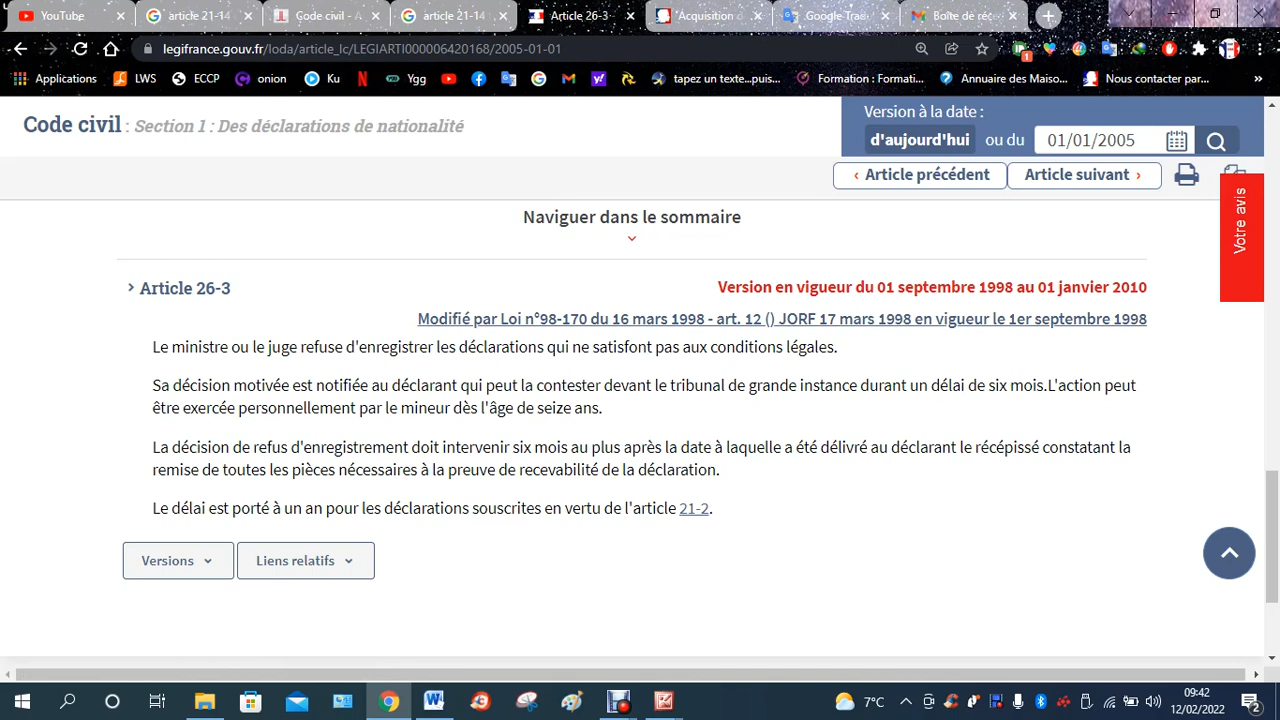 YouTube
article 21-14
Code civil - A
article 21-14
Article 26-3
"Acquisition d
Google Trad
Boîte de réce
legifrance.gouv.fr/loda/article_lc/LEGIARTI000006420168/2005-01-01
Applications
LWS
ECCP
onion
Ku
Ygg
tapez un texte...puis...
Formation : Formati...
Annuaire des Maiso...
Nous contacter par...
»
Code civil : Section 1 : Des déclarations de nationalité
Version à la date :
d'aujourd'hui ou du 01/01/2005
‹ Article précédent
Article suivant ›
Votre avis
Naviguer dans le sommaire
Article 26-3
Version en vigueur du 01 septembre 1998 au 01 janvier 2010
Modifié par Loi n°98-170 du 16 mars 1998 - art. 12 () JORF 17 mars 1998 en vigueur le 1er septembre 1998
Le ministre ou le juge refuse d'enregistrer les déclarations qui ne satisfont pas aux conditions légales.
Sa décision motivée est notifiée au déclarant qui peut la contester devant le tribunal de grande instance durant un délai de six mois.L'action peut
être exercée personnellement par le mineur dès l'âge de seize ans.
La décision de refus d'enregistrement doit intervenir six mois au plus après la date à laquelle a été délivré au déclarant le récépissé constatant la
remise de toutes les pièces nécessaires à la preuve de recevabilité de la déclaration.
Le délai est porté à un an pour les déclarations souscrites en vertu de l'article 21-2.
Versions
Liens relatifs
7°C
09:42
12/02/2022
2